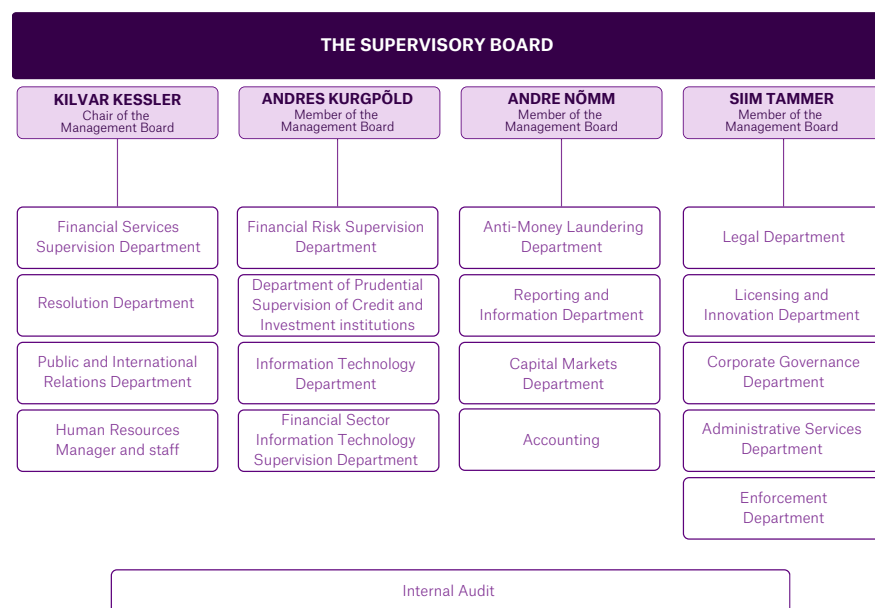 THE SUPERVISORY BOARD
KILVAR KESSLER
Chair of the
Management Board
ANDRES KURGPÕLD
Member of the
Management Board
ANDRE NÕMM
Member of the
Management Board
SIIM TAMMER
Member of the
Management Board
Financial Services
Supervision Department
Resolution Department
Public and International
Relations Department
Human Resources
Manager and staff
Financial Risk Supervision
Department
Department of Prudential
Supervision of Credit and
Investment institutions
Information Technology
Department
Financial Sector
Information Technology
Supervision Department
Anti-Money Laundering
Department
Reporting and
Information Department
Capital Markets
Department
Accounting
Legal Department
Licensing and
Innovation Department
Corporate Governance
Department
Administrative Services
Department
Enforcement
Department
Internal Audit